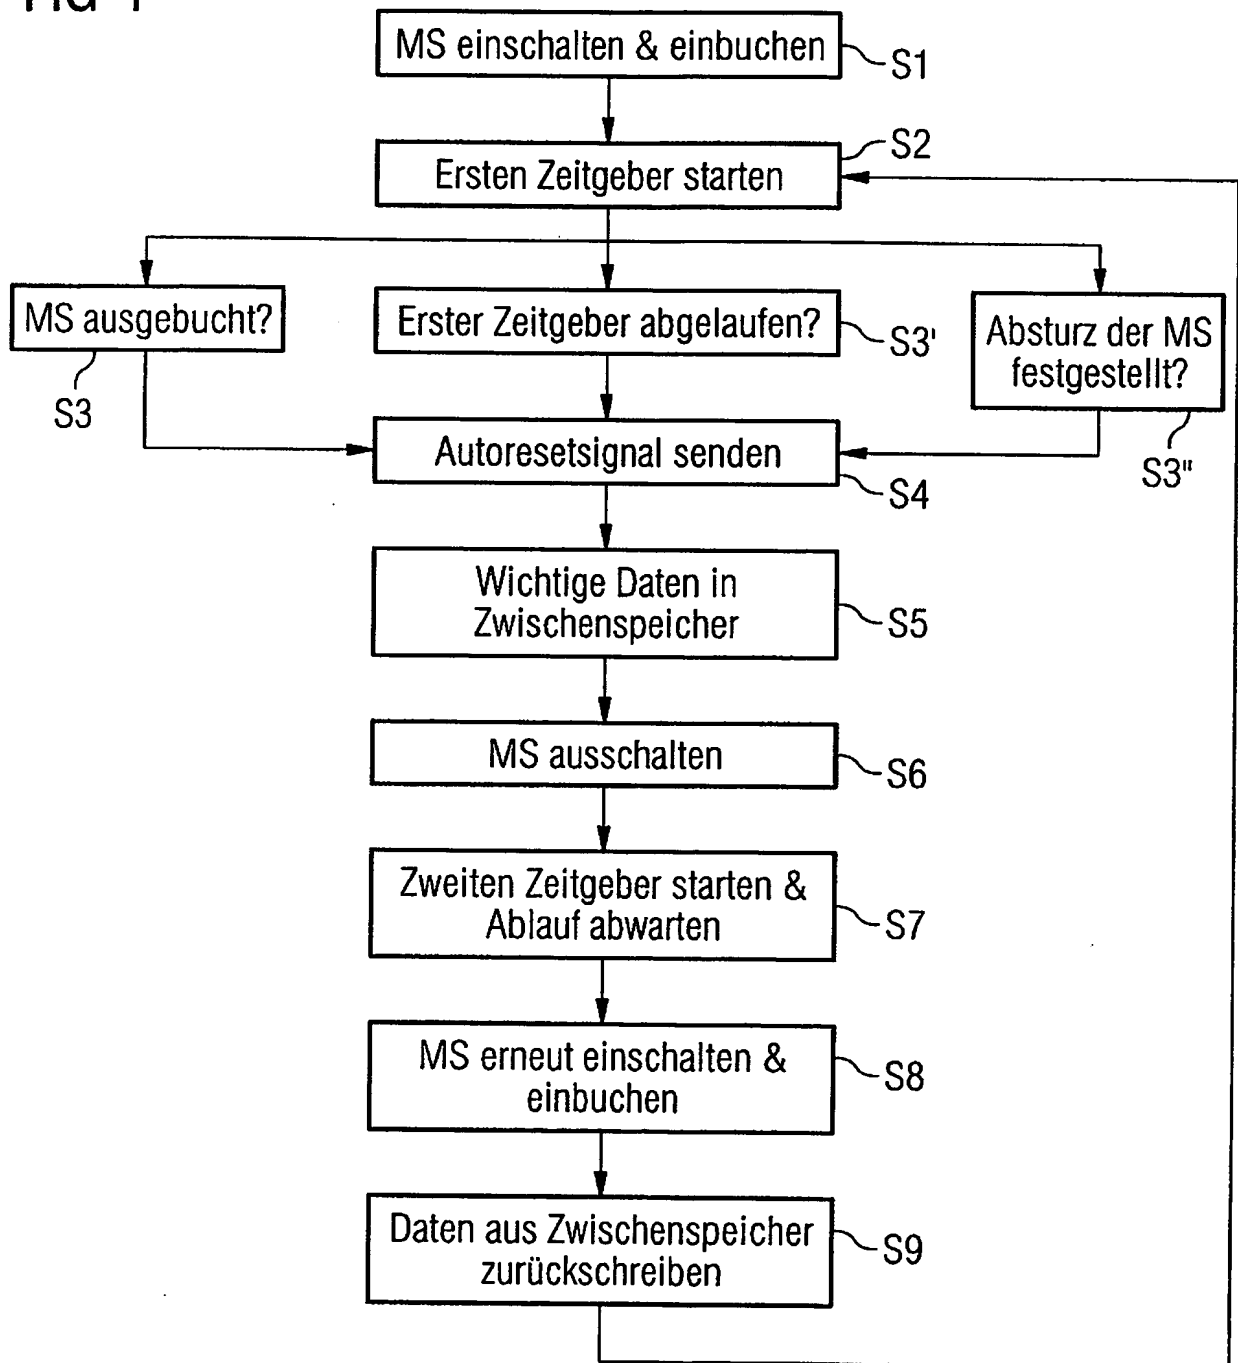 MS einschalten & einbuchen
S1
S2
Ersten Zeitgeber starten
MS ausgebucht?
S3
Erster Zeitgeber abgelaufen?
S3'
Absturz der MS
festgestellt?
S3"
Autoresetsignal senden
S4
Wichtige Daten in
Zwischenspeicher
S5
MS ausschalten
S6
Zweiten Zeitgeber starten &
Ablauf abwarten
S7
MS erneut einschalten &
einbuchen
S8
Daten aus Zwischenspeicher
zurückschreiben
S9